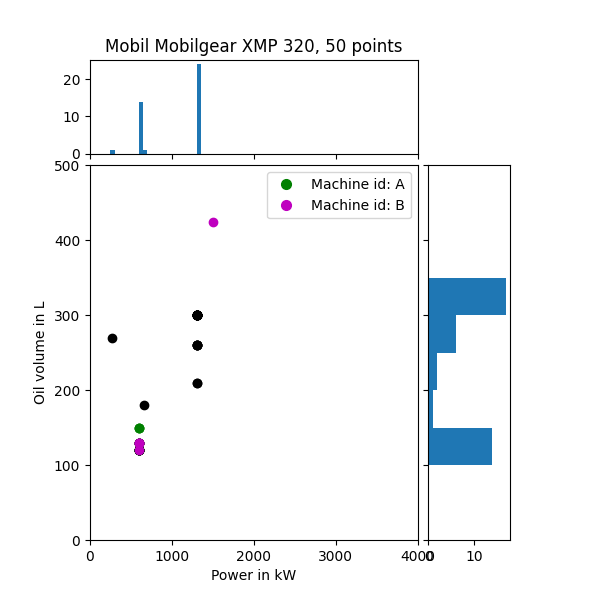 Mobil Mobilgear XMP 320, 50 points
20
10
0
500
400
300
200
100
0
Machine id: A
Machine id: B
Oil volume in L
0 1000 2000 3000 4000
0 10
Power in kW